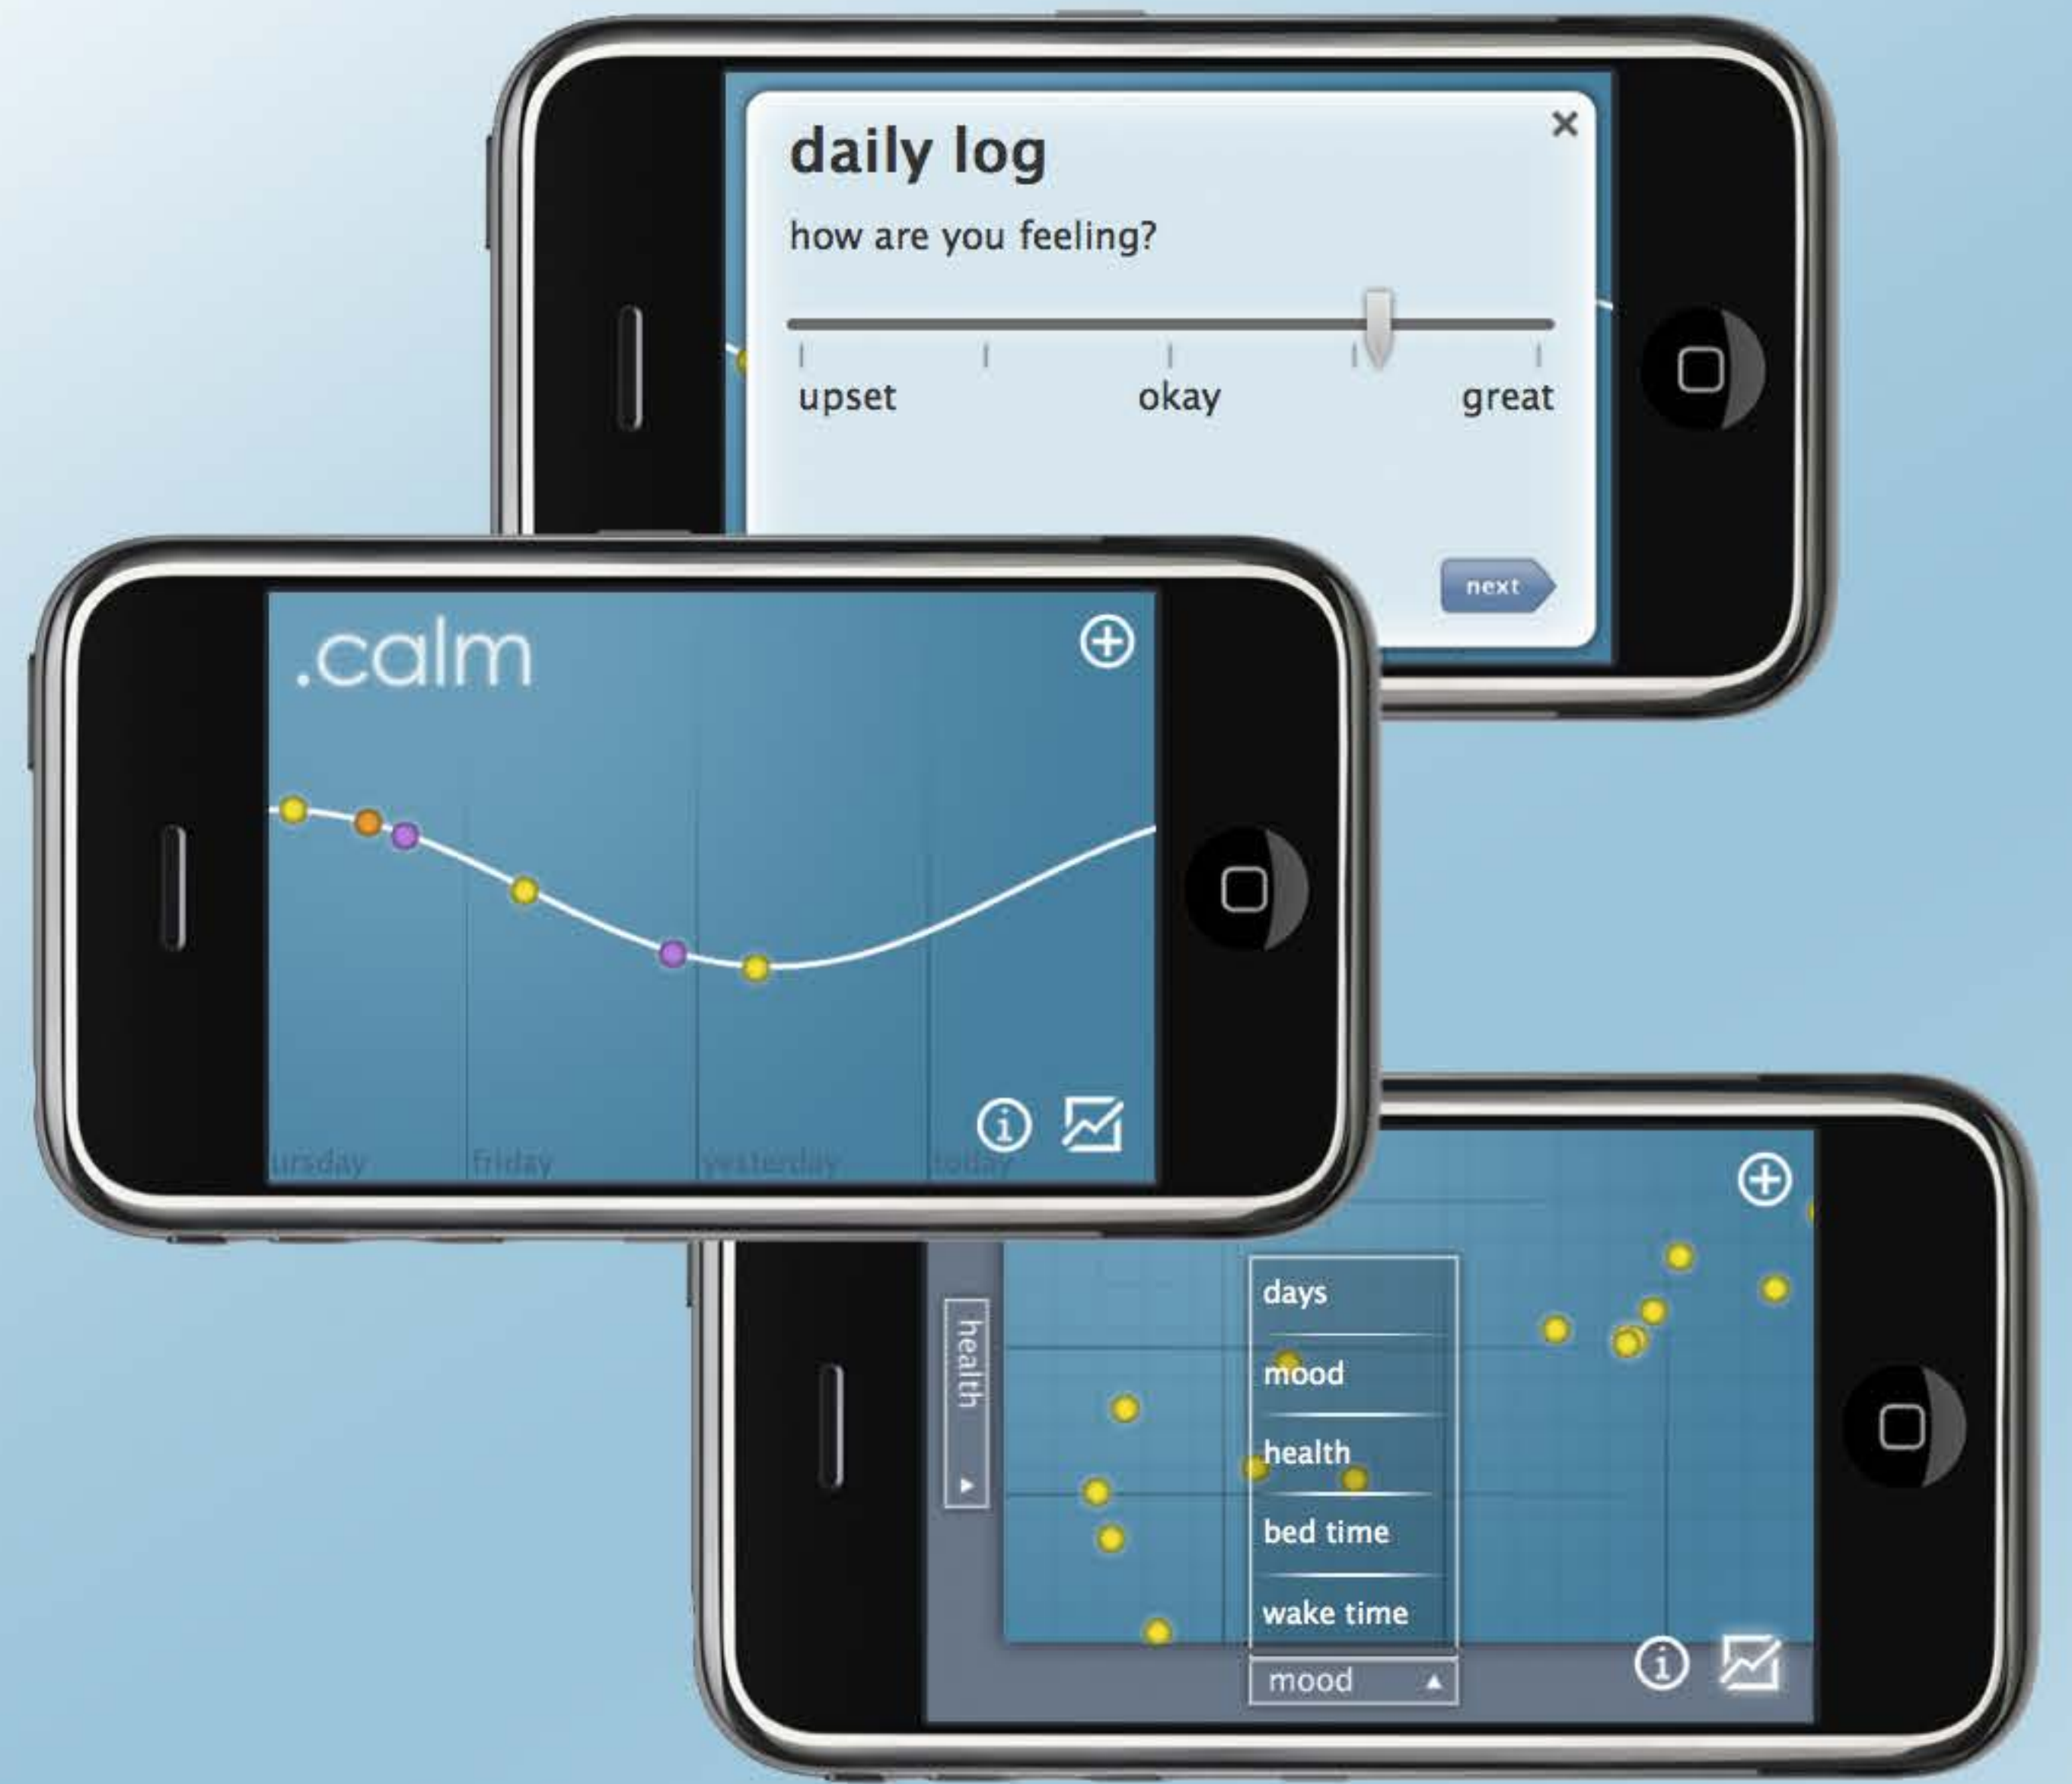 daily log
how are you feeling?
upset okay great
next
.calm
ursday friday yesterday today
health
days
mood
health
bed time
wake time
mood